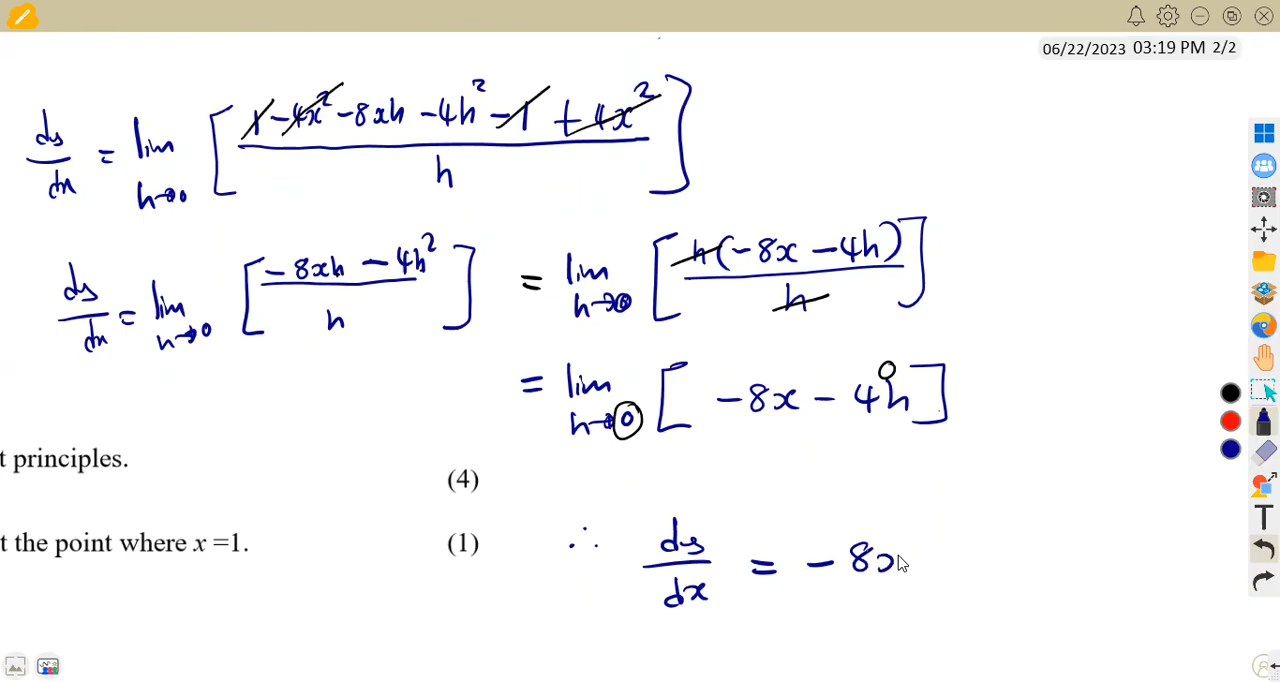 06/22/2023 03:19 PM 2/2
dy/dx = lim h→0 [ (1 - 4x² - 8xh - 4h² - 1 + 4x²) / h ]
dy/dx = lim h→0 [ (-8xh - 4h²) / h ] = lim h→0 [ h(-8x - 4h) / h ]
= lim h→0 [ -8x - 4h ] 0
t principles.
(4)
t the point where x =1.
(1)
∴ dy/dx = - 8x
T